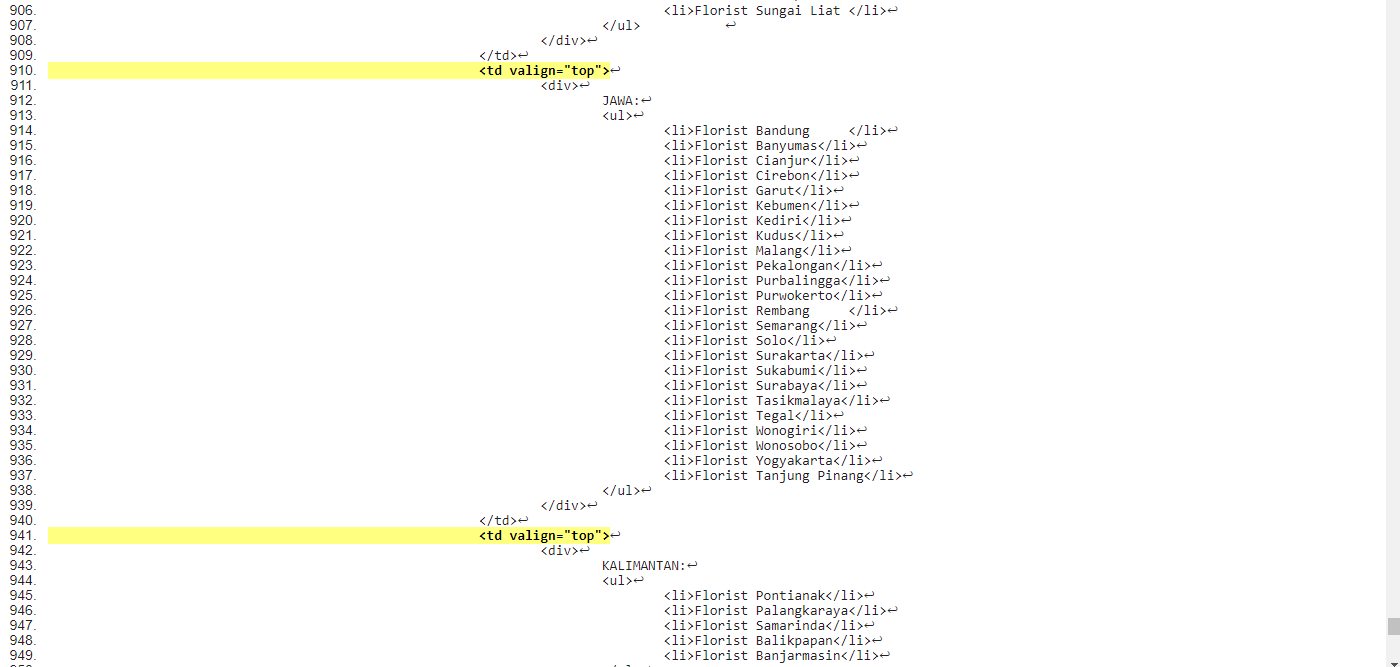 906. <li>Florist Sungai Liat </li>↩
907. </ul> ↩
908. </div>↩
909. </td>↩
910. <td valign="top">↩
911. <div>↩
912. JAWA:↩
913. <ul>↩
914. <li>Florist Bandung     </li>↩
915. <li>Florist Banyumas</li>↩
916. <li>Florist Cianjur</li>↩
917. <li>Florist Cirebon</li>↩
918. <li>Florist Garut</li>↩
919. <li>Florist Kebumen</li>↩
920. <li>Florist Kediri</li>↩
921. <li>Florist Kudus</li>↩
922. <li>Florist Malang</li>↩
923. <li>Florist Pekalongan</li>↩
924. <li>Florist Purbalingga</li>↩
925. <li>Florist Purwokerto</li>↩
926. <li>Florist Rembang     </li>↩
927. <li>Florist Semarang</li>↩
928. <li>Florist Solo</li>↩
929. <li>Florist Surakarta</li>↩
930. <li>Florist Sukabumi</li>↩
931. <li>Florist Surabaya</li>↩
932. <li>Florist Tasikmalaya</li>↩
933. <li>Florist Tegal</li>↩
934. <li>Florist Wonogiri</li>↩
935. <li>Florist Wonosobo</li>↩
936. <li>Florist Yogyakarta</li>↩
937. <li>Florist Tanjung Pinang</li>↩
938. </ul>↩
939. </div>↩
940. </td>↩
941. <td valign="top">↩
942. <div>↩
943. KALIMANTAN:↩
944. <ul>↩
945. <li>Florist Pontianak</li>↩
946. <li>Florist Palangkaraya</li>↩
947. <li>Florist Samarinda</li>↩
948. <li>Florist Balikpapan</li>↩
949. <li>Florist Banjarmasin</li>↩